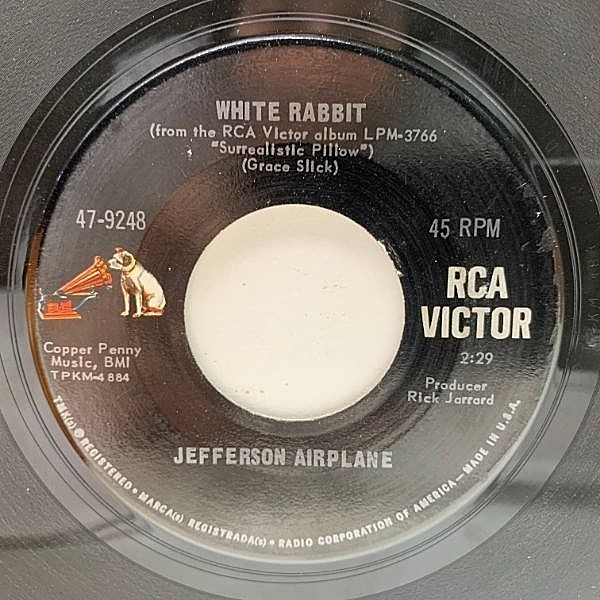 WHITE RABBIT
(from the RCA Victor album LPM-3766
"Surrealistic Pillow")
(Grace Slick)
47-9248
45 RPM
RCA
VICTOR
Copper Penny
Music, BMI
TPKM-4884
2:29
Producer
Rick Jarrard
JEFFERSON AIRPLANE
TMK(s) ® REGISTERED • MARCA(s) REGISTRADA(s) • RADIO CORPORATION OF AMERICA—MADE IN U.S.A.